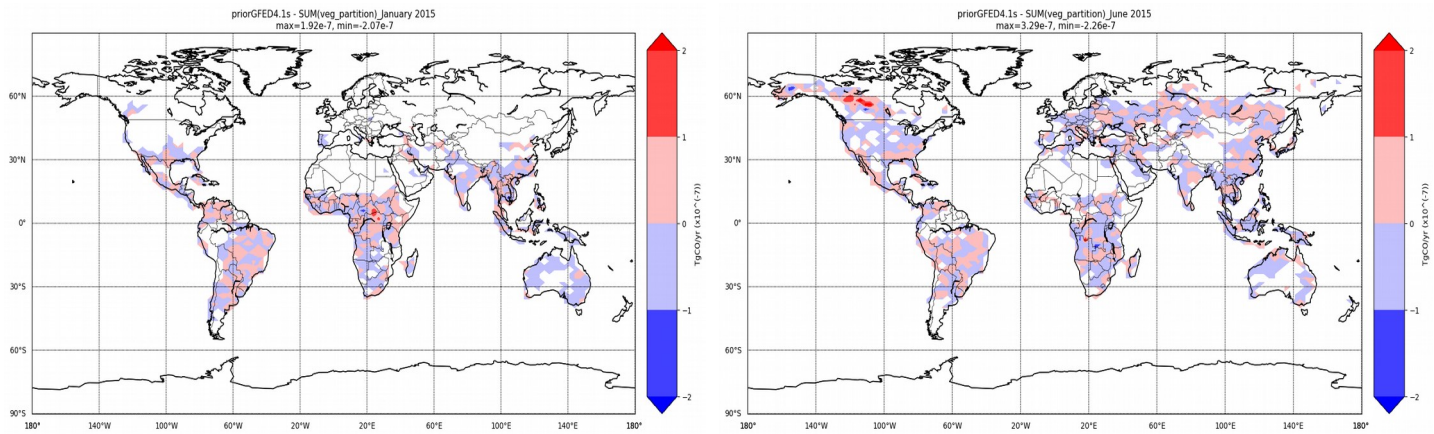 priorGFED4.1s - SUM(veg_partition)_January 2015
max=1.92e-7, min=-2.07e-7
60°N
30°N
0°
30°S
60°S
90°S
180°
140°W
100°W
60°W
20°W
20°E
60°E
100°E
140°E
180°
2
1
0
−1
−2
TgCO/yr (x10^(-7))
priorGFED4.1s - SUM(veg_partition)_June 2015
max=3.29e-7, min=-2.26e-7
60°N
30°N
0°
30°S
60°S
90°S
180°
140°W
100°W
60°W
20°W
20°E
60°E
100°E
140°E
180°
2
1
0
−1
−2
TgCO/yr (x10^(-7))